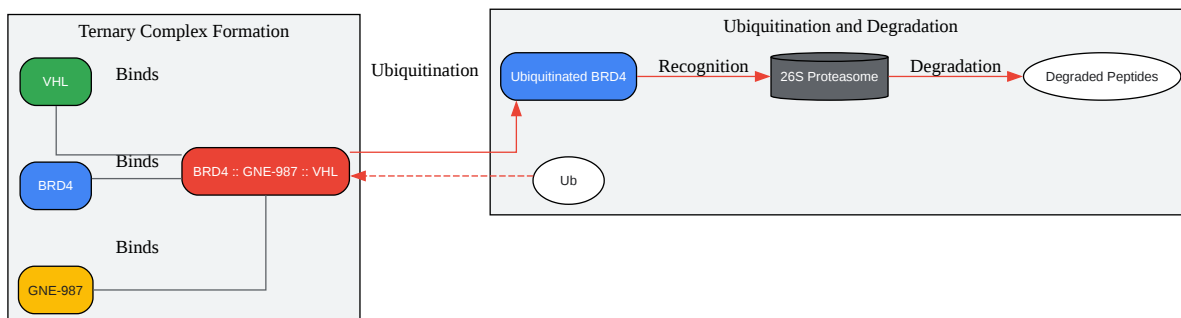 Ternary Complex Formation
VHL
Binds
BRD4
Binds
GNE-987
Binds
BRD4 :: GNE-987 :: VHL
Ubiquitination
Ubiquitination and Degradation
Ubiquitinated BRD4
Recognition
26S Proteasome
Degradation
Degraded Peptides
Ub